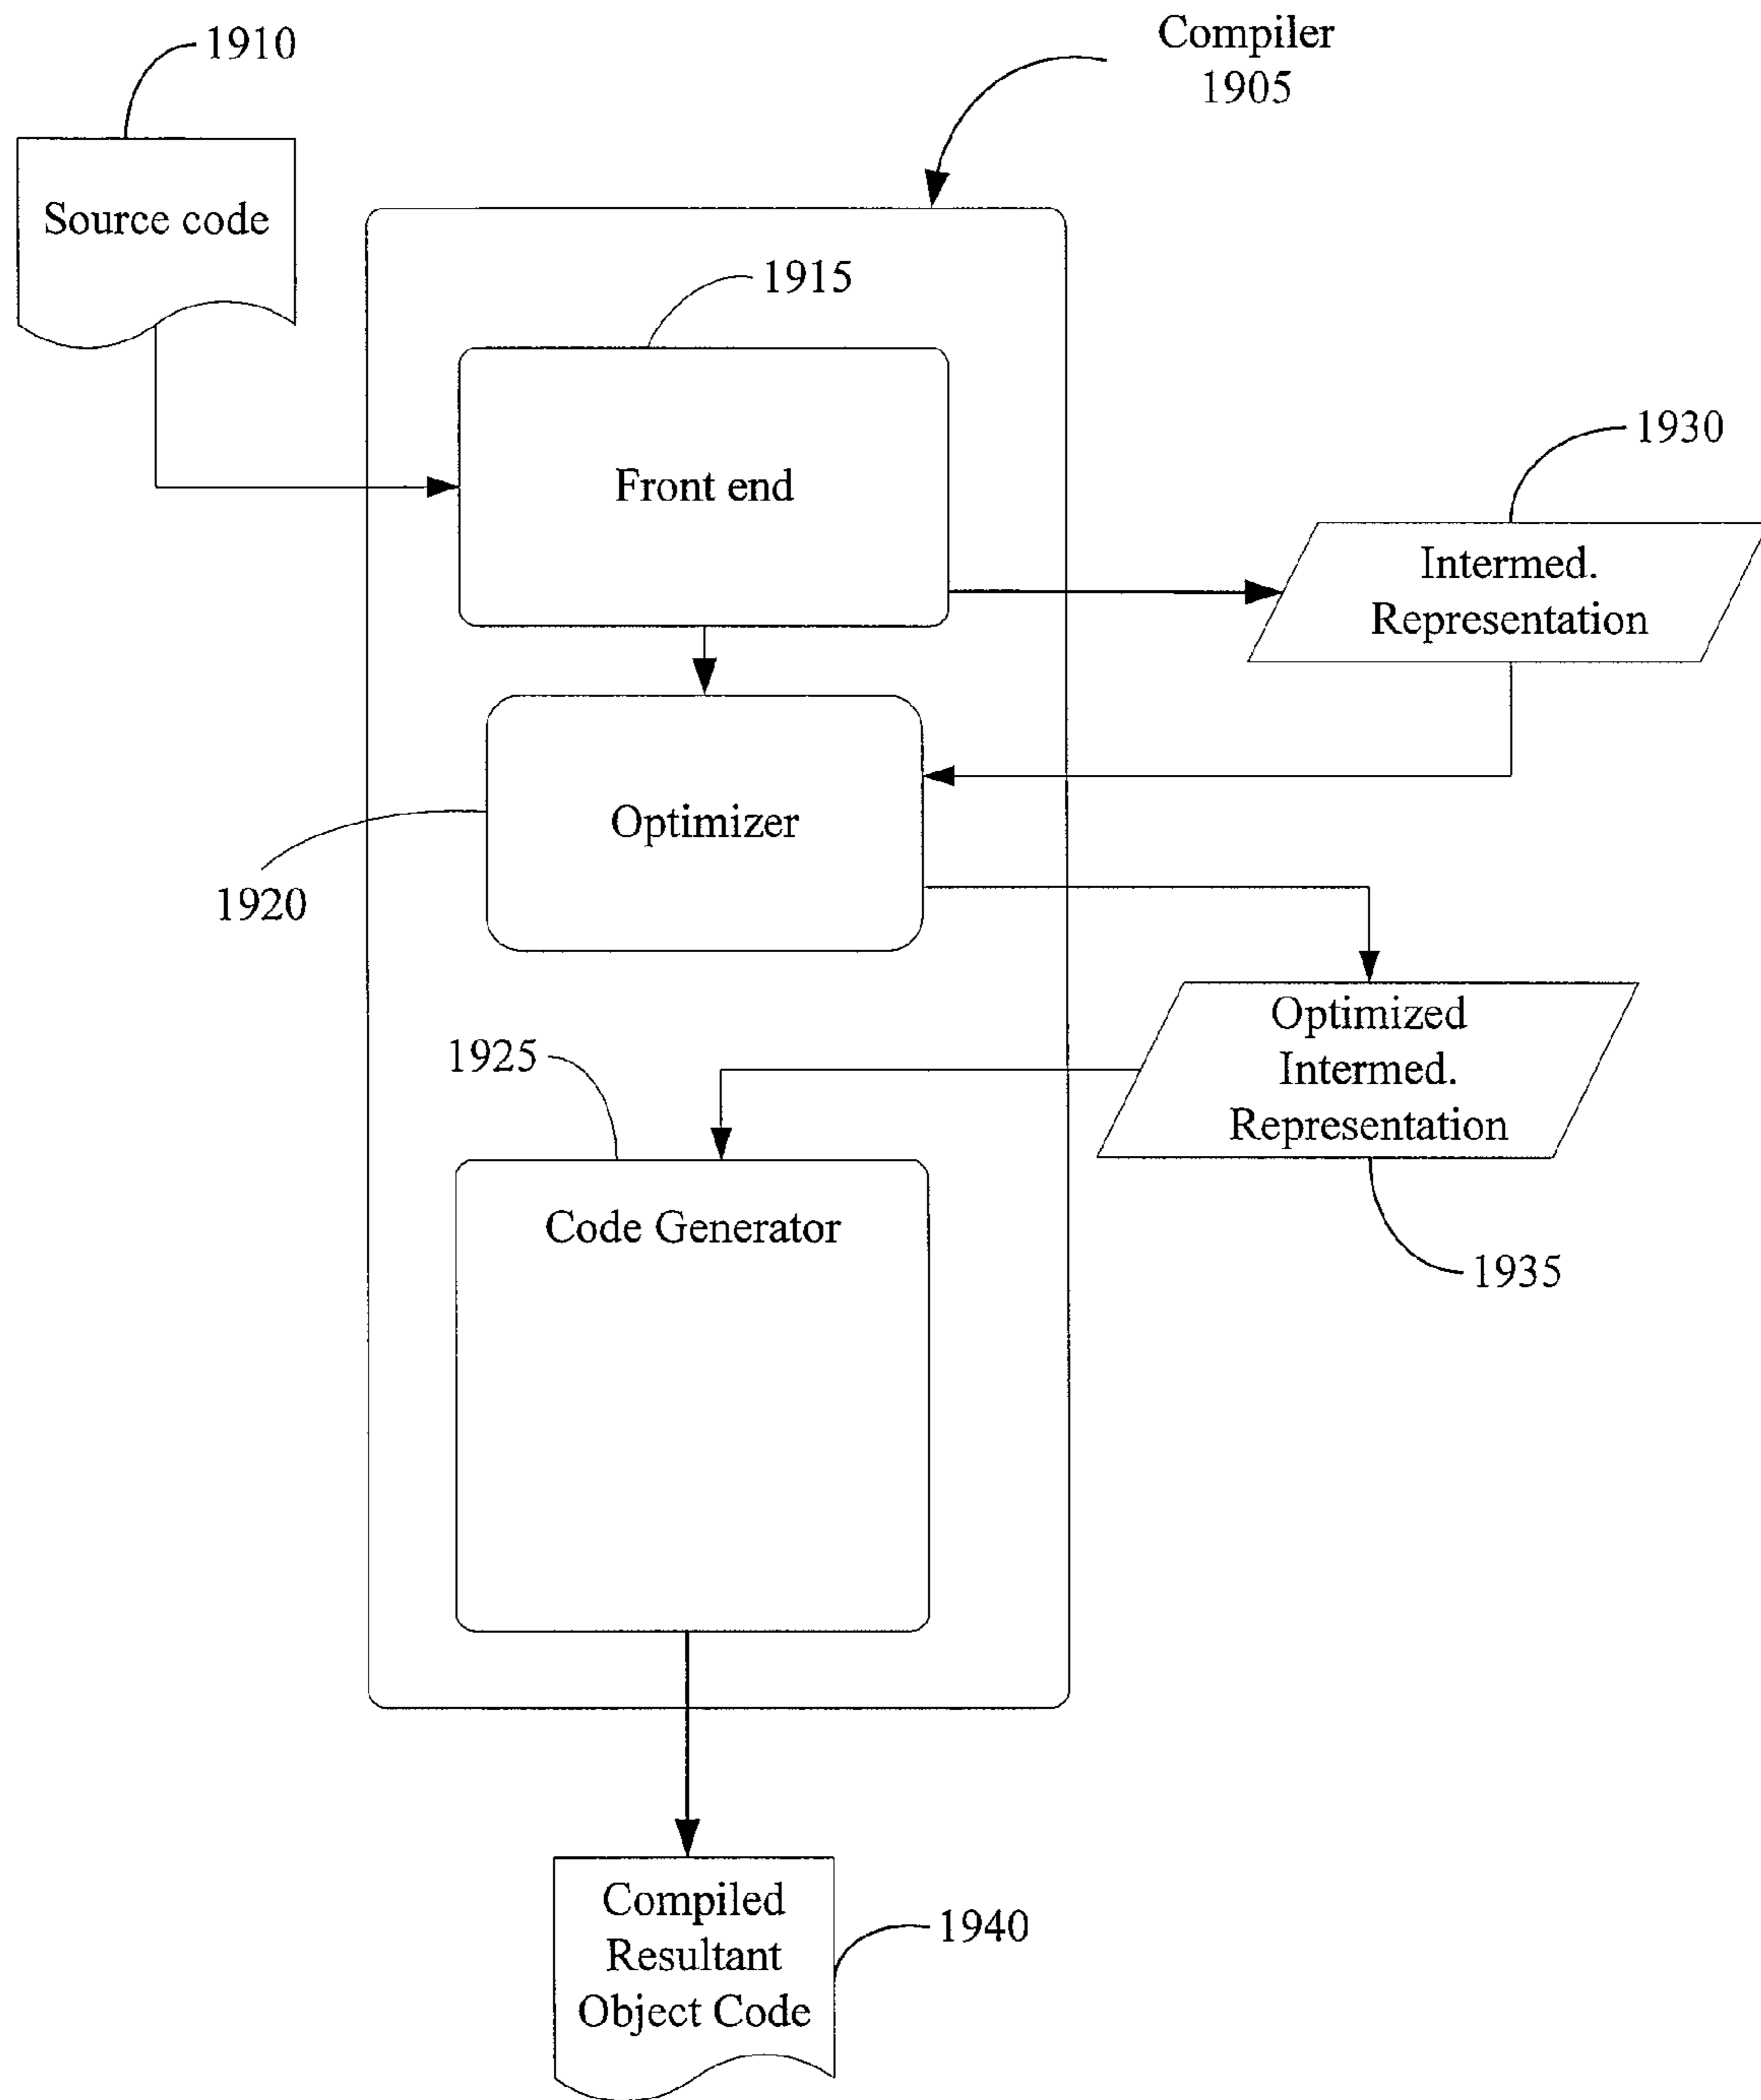 1910
Compiler
1905
Source code
1915
Front end
1930
Intermed.
Representation
Optimizer
1920
Optimized
Intermed.
Representation
1925
Code Generator
1935
Compiled
Resultant
Object Code
1940